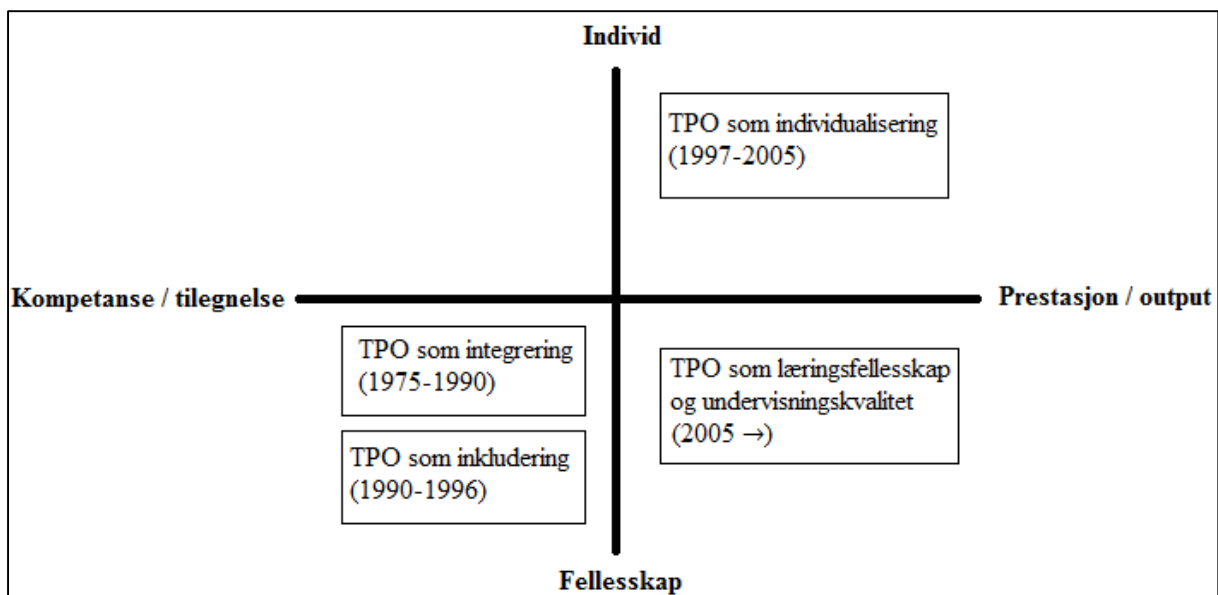 Individ
TPO som individualisering
(1997-2005)
Kompetanse / tilegnelse
Prestasjon / output
TPO som integrering
(1975-1990)
TPO som inkludering
(1990-1996)
TPO som læringsfellesskap
og undervisningskvalitet
(2005 →)
Fellesskap